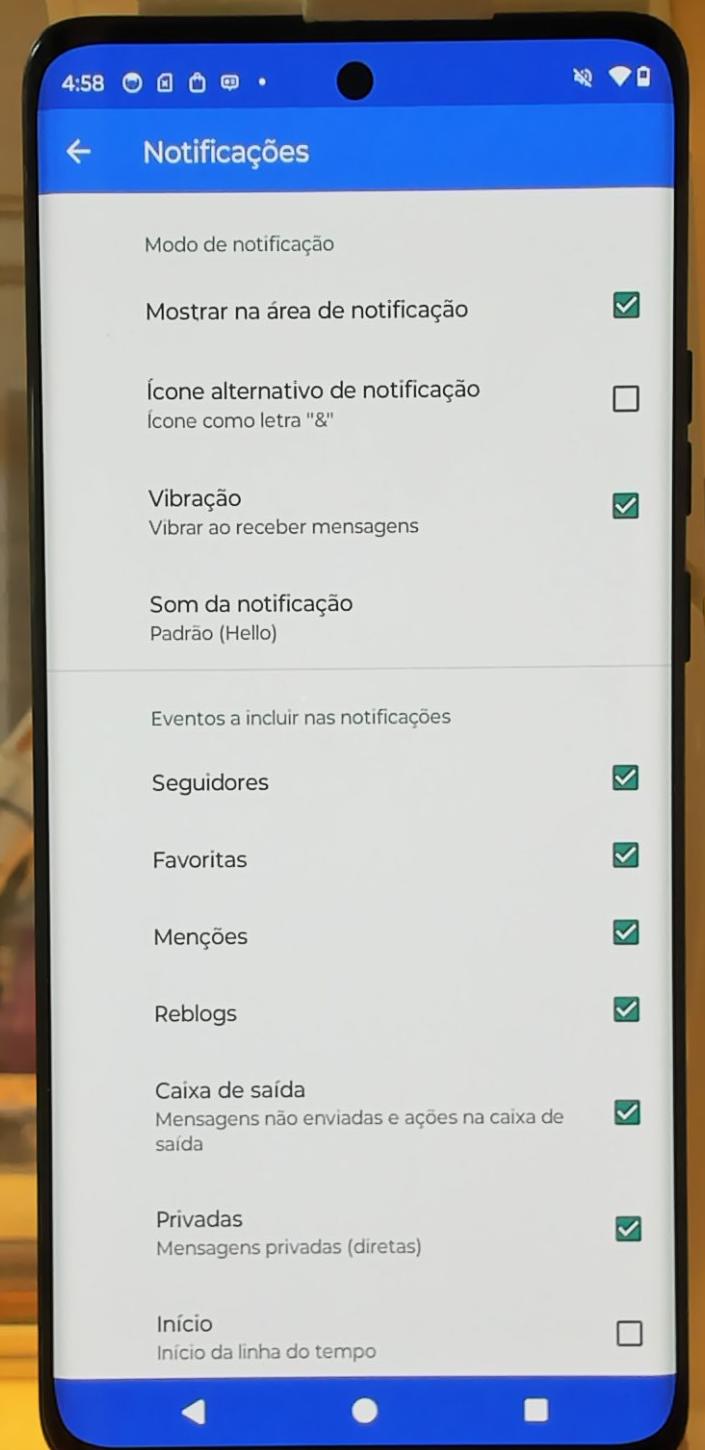 4:58
Notificações
Modo de notificação
Mostrar na área de notificação
Ícone alternativo de notificação
Ícone como letra "&"
Vibração
Vibrar ao receber mensagens
Som da notificação
Padrão (Hello)
Eventos a incluir nas notificações
Seguidores
Favoritas
Menções
Reblogs
Caixa de saída
Mensagens não enviadas e ações na caixa de
saída
Privadas
Mensagens privadas (diretas)
Início
Início da linha do tempo